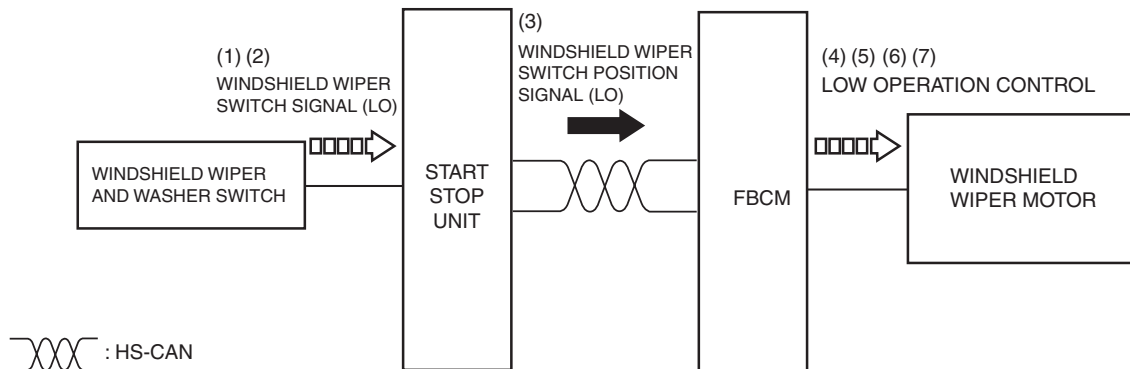 (1) (2)
WINDSHIELD WIPER
SWITCH SIGNAL (LO)
WINDSHIELD WIPER
AND WASHER SWITCH
START
STOP
UNIT
(3)
WINDSHIELD WIPER
SWITCH POSITION
SIGNAL (LO)
FBCM
(4) (5) (6) (7)
LOW OPERATION CONTROL
WINDSHIELD
WIPER MOTOR
: HS-CAN